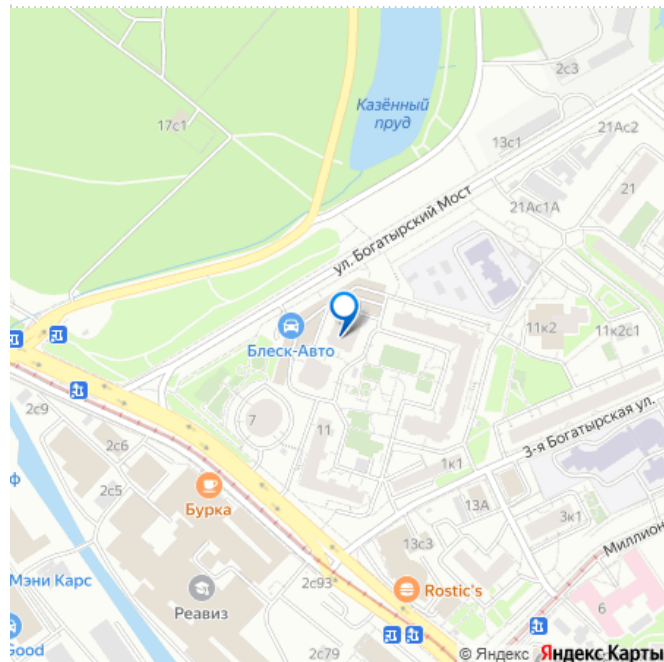 2с3
Казённый
пруд
17с1
13с1
21Ас2
21
21Ас1А
ул. Богатырский Мост
11к2
11к2с1
Блеск-Авто
2с9
7
11
3-я Богатырская ул.
2с6
1к1
2с5
Бурка
13А
3к1
13с3
Миллион
ф
Мэни Карс
2с93
Реавиз
Rostic's
6
Good
2с79
© Яндекс Яндекс Карты